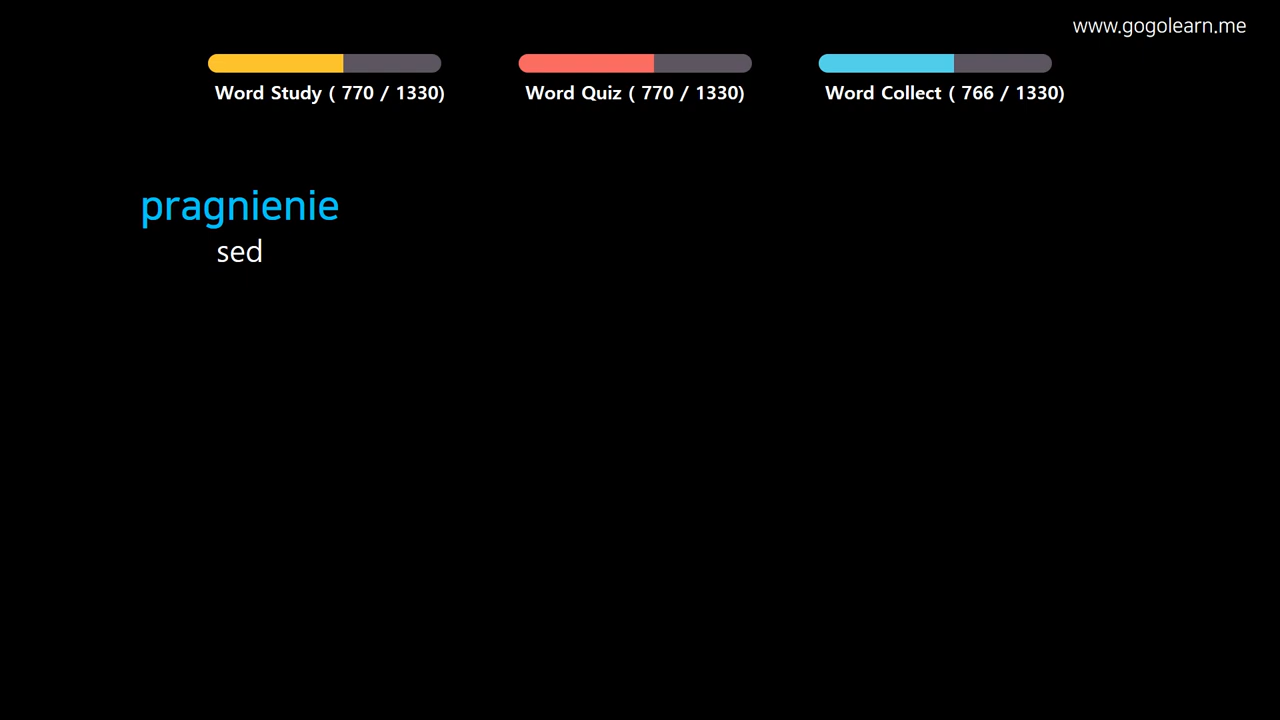 www.gogolearn.me
Word Study ( 770 / 1330)
Word Quiz ( 770 / 1330)
Word Collect ( 766 / 1330)
pragnienie
sed